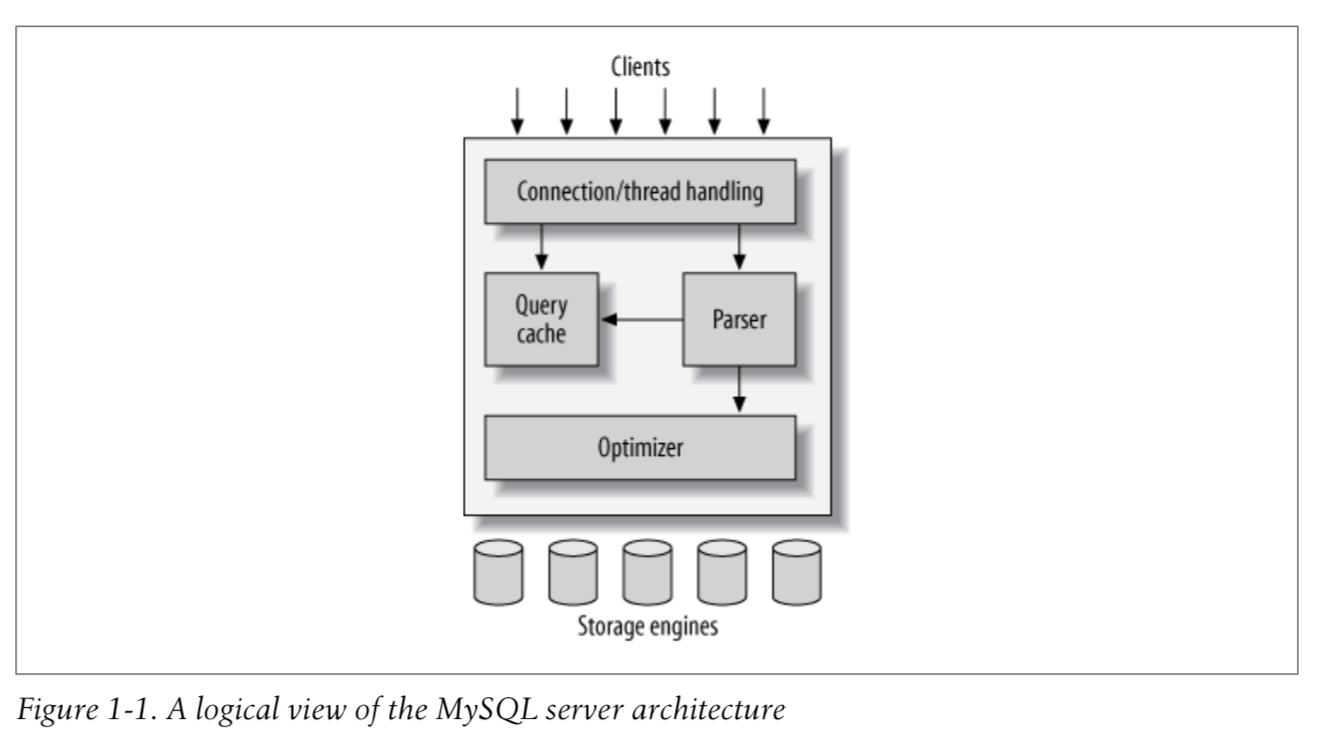 Clients
Connection/thread handling
Query
cache
Parser
Optimizer
Storage engines
Figure 1-1. A logical view of the MySQL server architecture